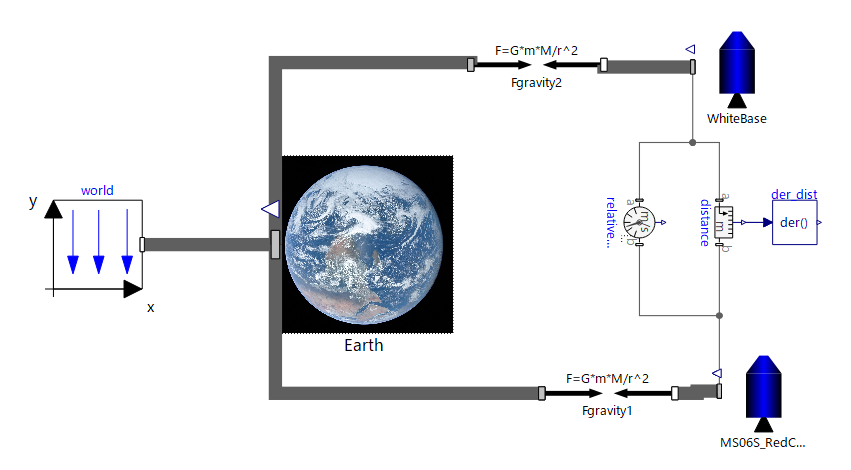 F=G*m*M/r^2
Fgravity2
WhiteBase
world
y
x
a
m/s
b
relative...
distance
a
m
b
der_dist
der()
Earth
F=G*m*M/r^2
Fgravity1
MS06S_RedC...